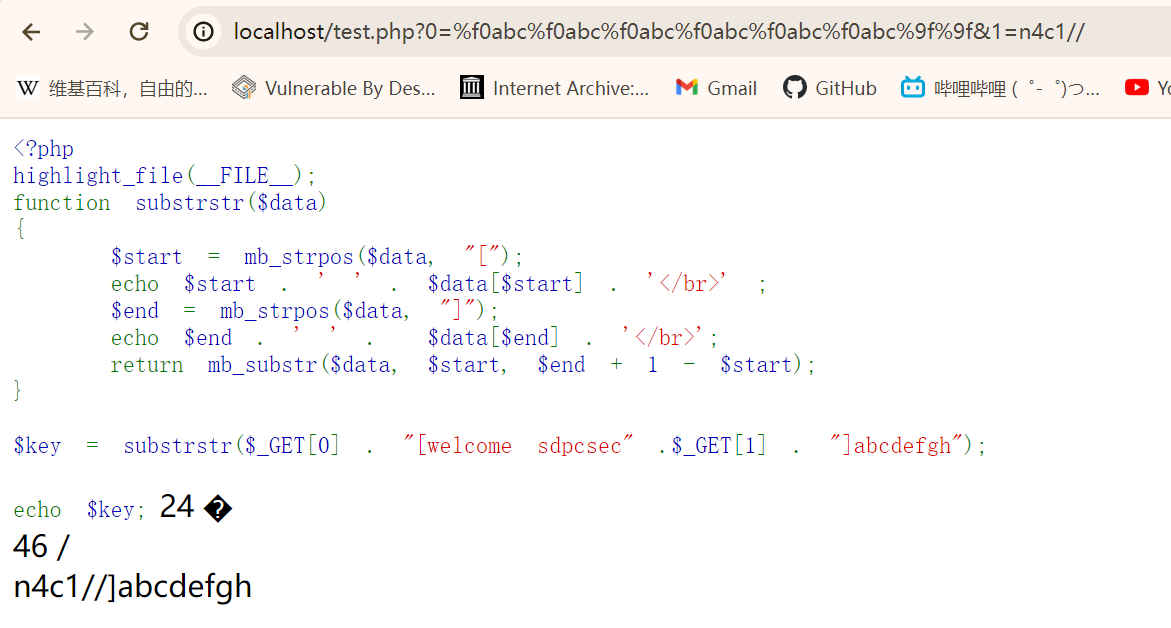 localhost/test.php?0=%f0abc%f0abc%f0abc%f0abc%f0abc%f0abc%9f%9f&1=n4c1//
W 维基百科，自由的... Vulnerable By Des... Internet Archive:... Gmail GitHub 哔哩哔哩 (゜-゜)つ... Yo
<?php
highlight_file(__FILE__);
function substrstr($data)
{
$start = mb_strpos($data, "[");
echo $start . ' ' . $data[$start] . '</br>' ;
$end = mb_strpos($data, "]");
echo $end . ' ' . $data[$end] . '</br>';
return mb_substr($data, $start, $end + 1 - $start);
}
$key = substrstr($_GET[0] . "[welcome sdpcsec" .$_GET[1] . "]abcdefgh");
echo $key; 24 �
46 /
n4c1//]abcdefgh